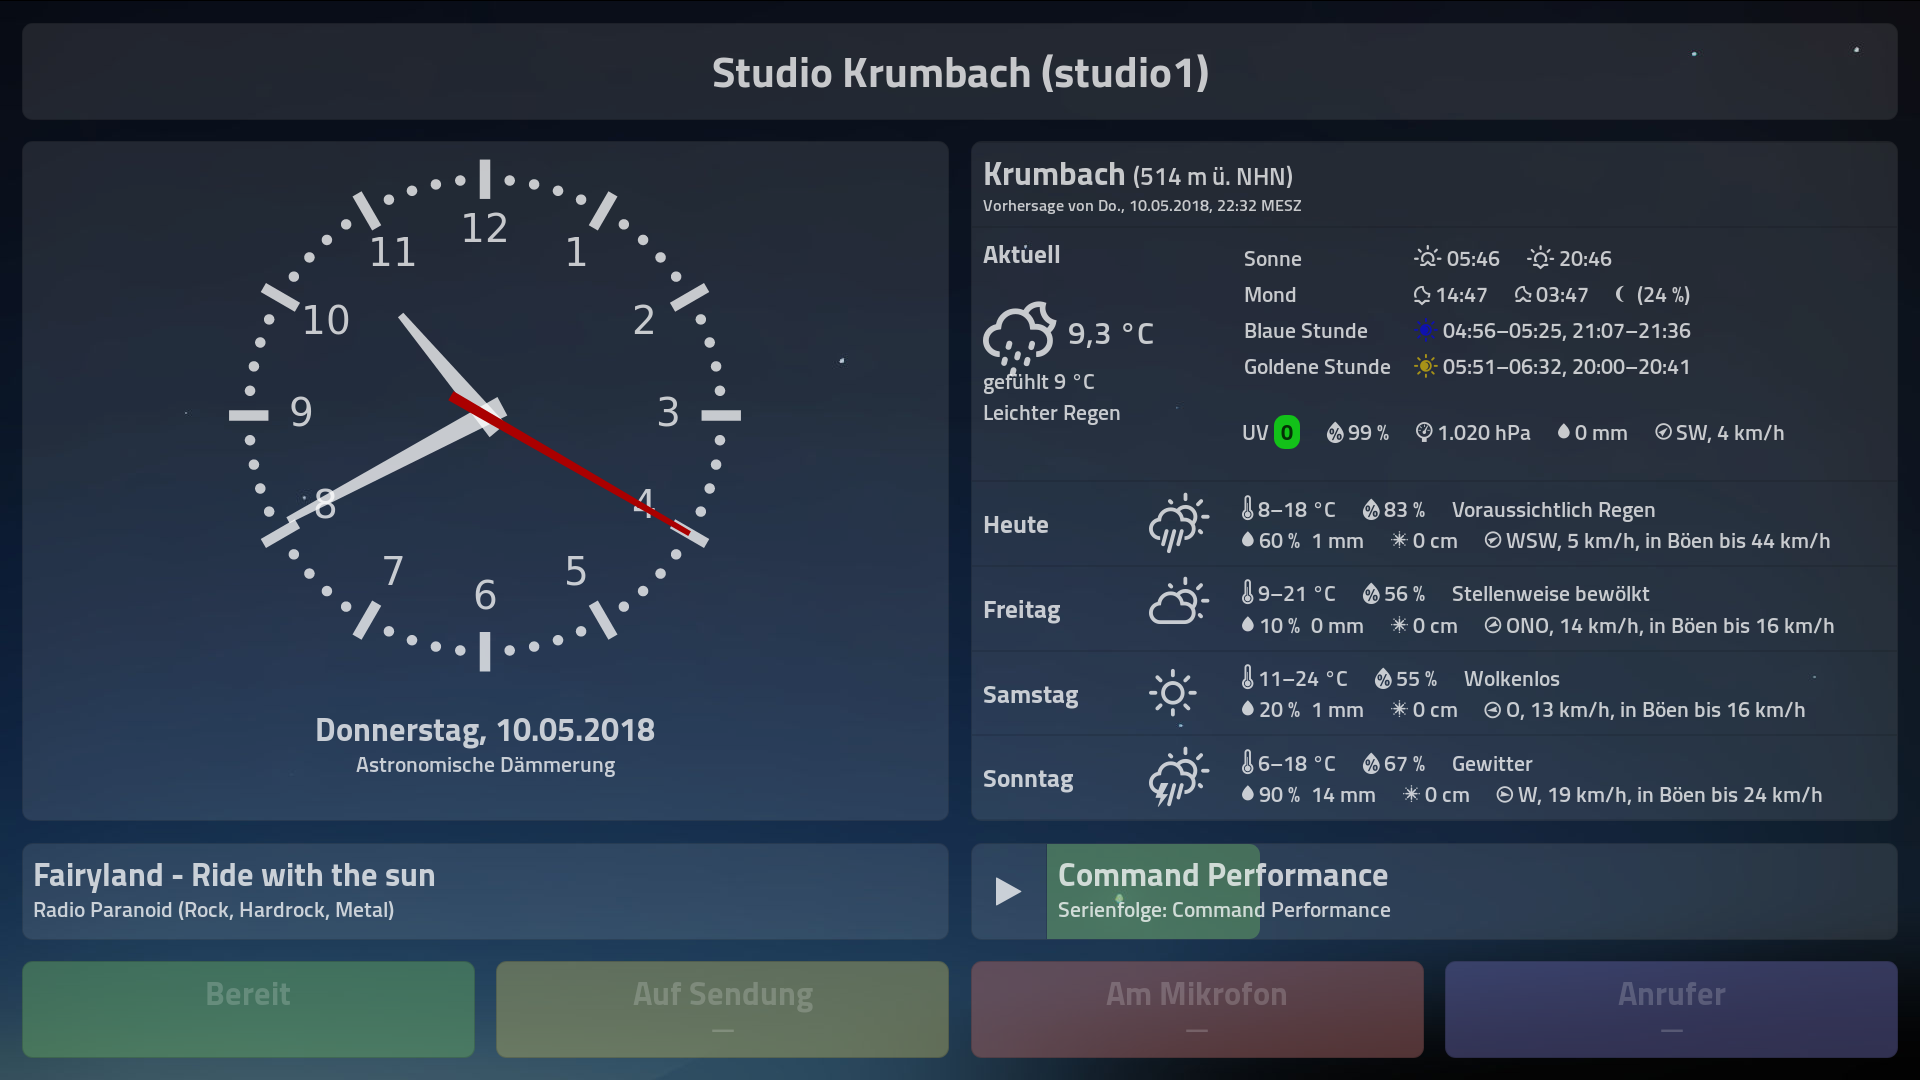 Studio Krumbach (studio1)
12
11
1
10
2
9
3
8
4
7
5
6
Donnerstag, 10.05.2018
Astronomische Dämmerung
Krumbach (514 m ü. NHN)
Vorhersage von Do., 10.05.2018, 22:32 MESZ
Aktuell
9,3 °C
gefühlt 9 °C
Leichter Regen
Sonne 05:46 20:46
Mond 14:47 03:47 (24 %)
Blaue Stunde 04:56–05:25, 21:07–21:36
Goldene Stunde 05:51–06:32, 20:00–20:41
UV 0 % 99 % 1.020 hPa 0 mm SW, 4 km/h
Heute
8–18 °C % 83 % Voraussichtlich Regen
60 % 1 mm 0 cm WSW, 5 km/h, in Böen bis 44 km/h
Freitag
9–21 °C % 56 % Stellenweise bewölkt
10 % 0 mm 0 cm ONO, 14 km/h, in Böen bis 16 km/h
Samstag
11–24 °C % 55 % Wolkenlos
20 % 1 mm 0 cm O, 13 km/h, in Böen bis 16 km/h
Sonntag
6–18 °C % 67 % Gewitter
90 % 14 mm 0 cm W, 19 km/h, in Böen bis 24 km/h
Fairyland - Ride with the sun
Radio Paranoid (Rock, Hardrock, Metal)
Command Performance
Serienfolge: Command Performance
Bereit
Auf Sendung
—
Am Mikrofon
—
Anrufer
—